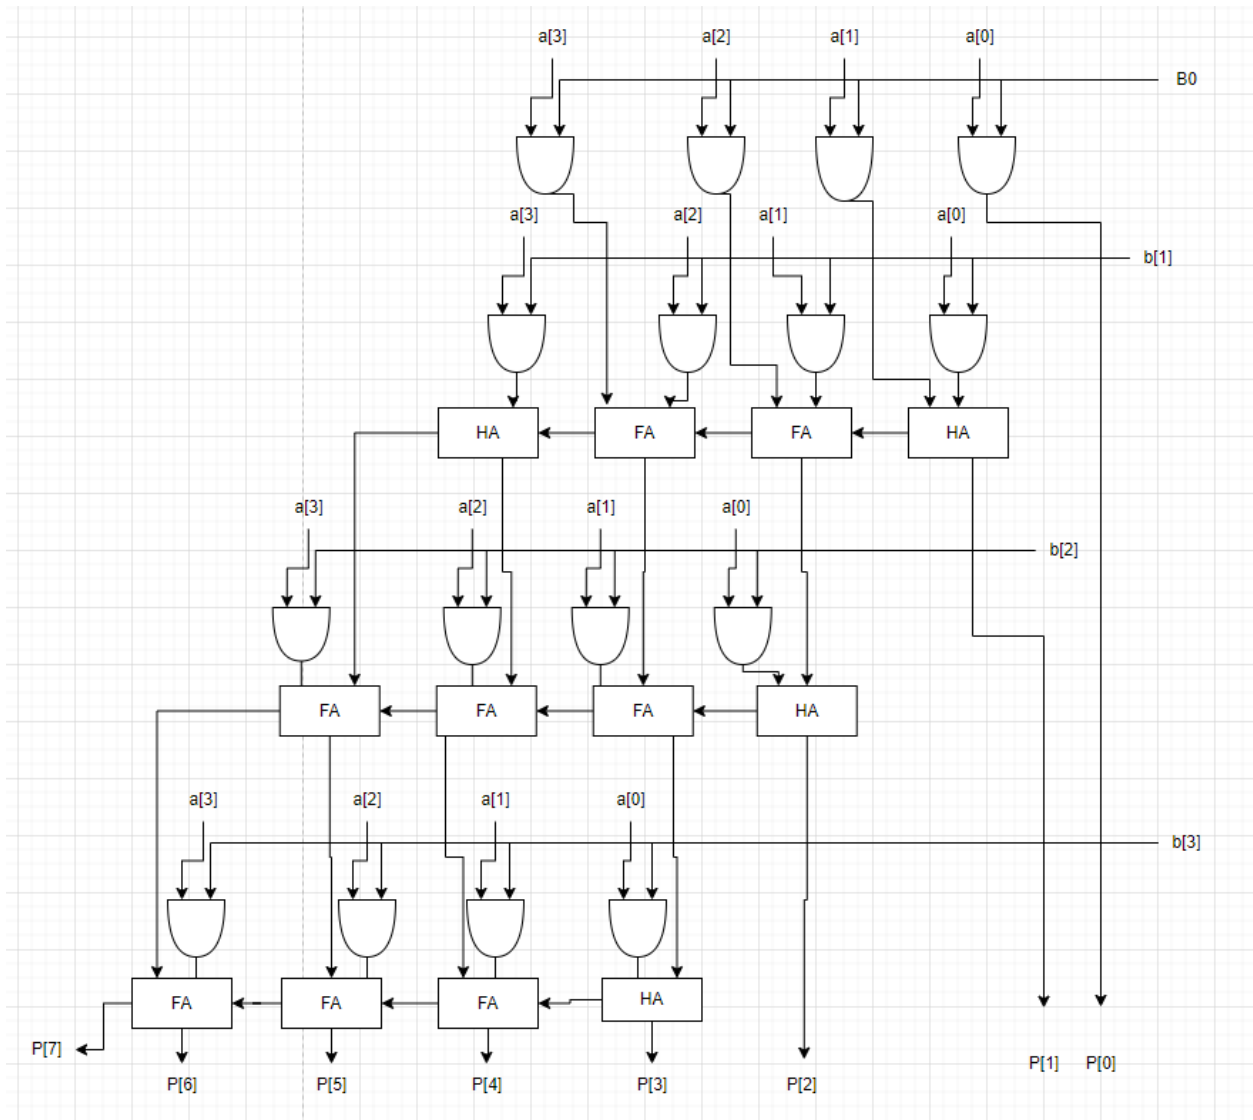 a[3] a[2] a[1] a[0]
B0
a[3] a[2] a[1] a[0]
b[1]
HA FA FA HA
a[3] a[2] a[1] a[0]
b[2]
FA FA FA HA
a[3] a[2] a[1] a[0]
b[3]
FA FA FA HA
P[7]
P[1] P[0]
P[6] P[5] P[4] P[3] P[2]